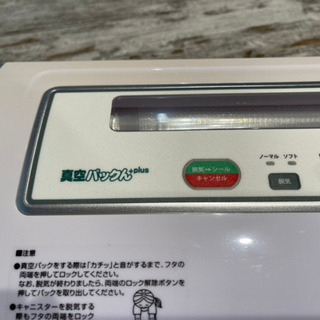 ノーマル ソフト
真空パックん+plus
脱気↔シール
キャンセル
脱気
■注意
●真空パックをする際は「カチッ」と音がするまで、フタの
両端を押してロックしてください。
なお、脱気が終わりましたら、両端のロック解除ボタンを
押してパックを取り出してください。
●キャニスターを脱気する
際もフタの両端をロック